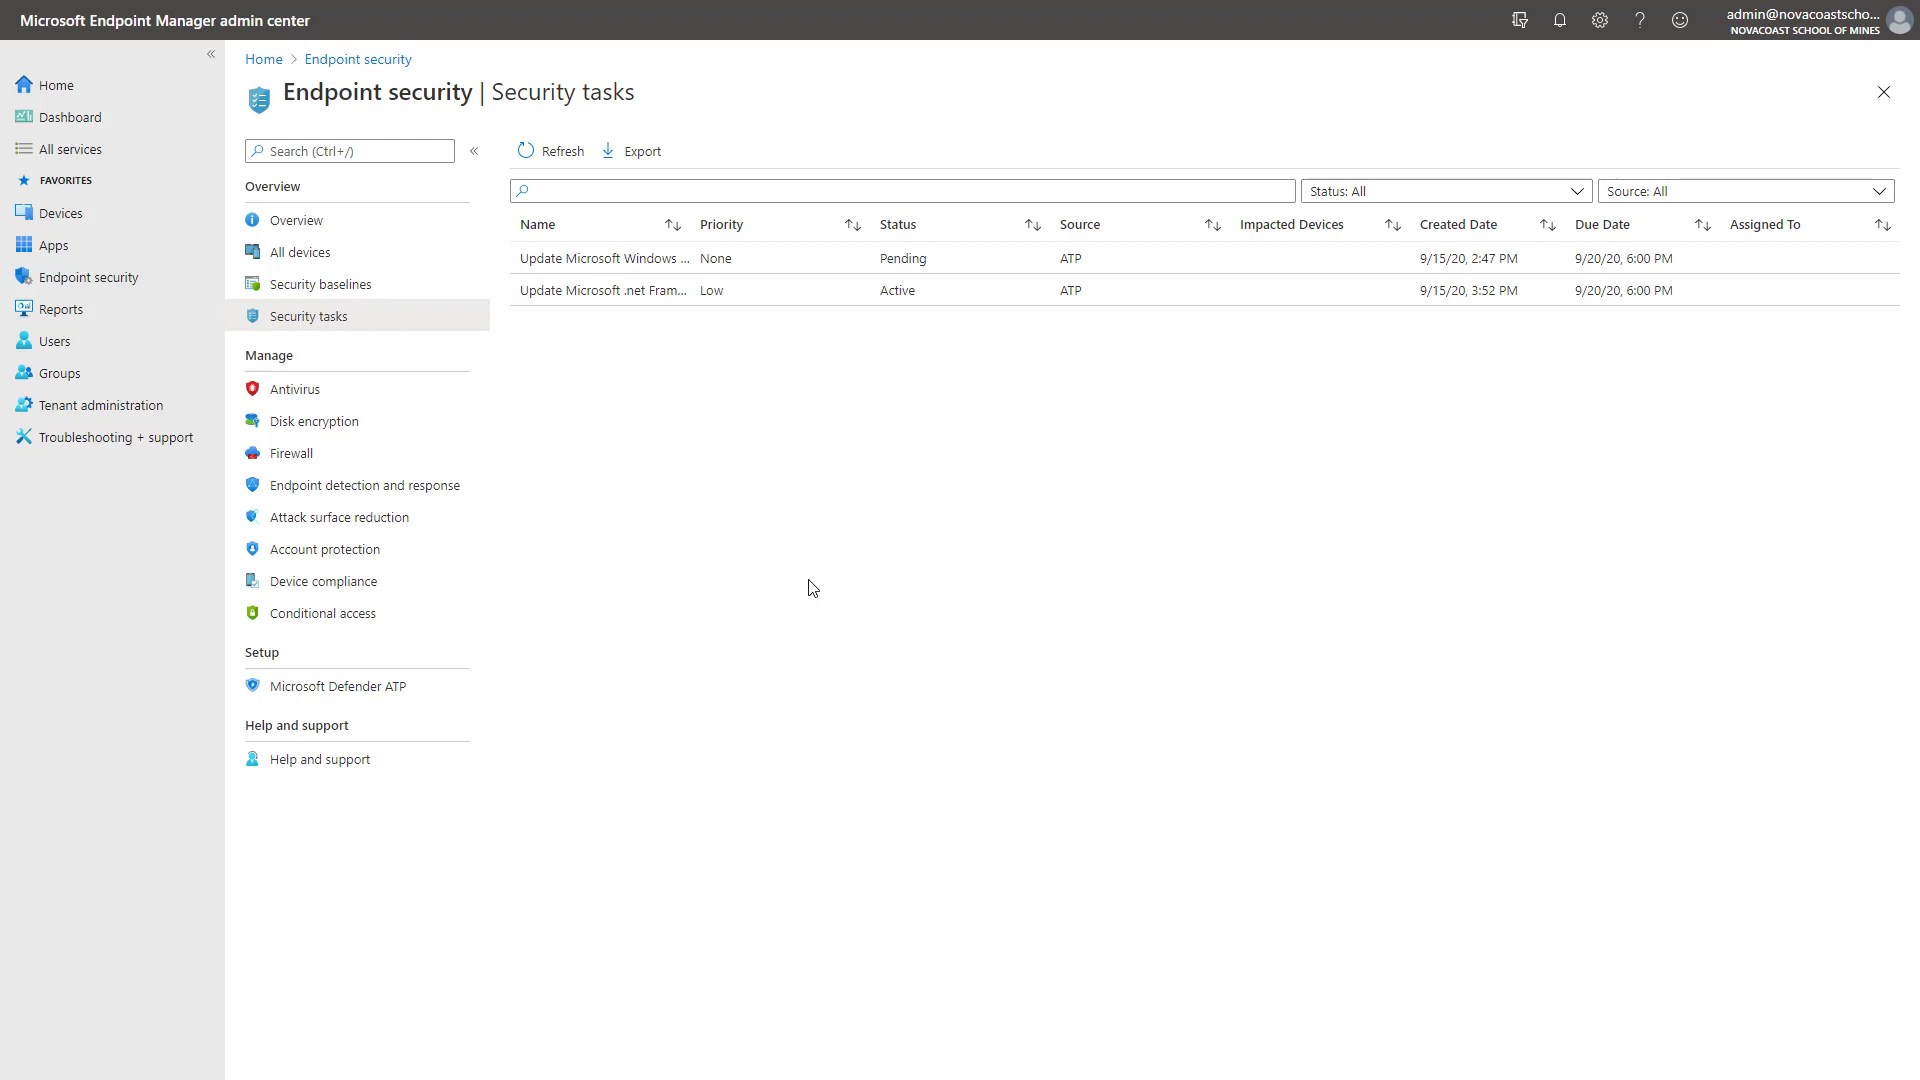 Microsoft Endpoint Manager admin center
admin@novacoastscho...
NOVACOAST SCHOOL OF MINES
Home
Dashboard
All services
FAVORITES
Devices
Apps
Endpoint security
Reports
Users
Groups
Tenant administration
Troubleshooting + support
Home > Endpoint security
Endpoint security | Security tasks
Search (Ctrl+/)
Overview
Overview
All devices
Security baselines
Security tasks
Manage
Antivirus
Disk encryption
Firewall
Endpoint detection and response
Attack surface reduction
Account protection
Device compliance
Conditional access
Setup
Microsoft Defender ATP
Help and support
Help and support
Refresh Export
Status: All Source: All
Name Priority Status Source Impacted Devices Created Date Due Date Assigned To
Update Microsoft Windows ... None Pending ATP 9/15/20, 2:47 PM 9/20/20, 6:00 PM
Update Microsoft .net Fram... Low Active ATP 9/15/20, 3:52 PM 9/20/20, 6:00 PM